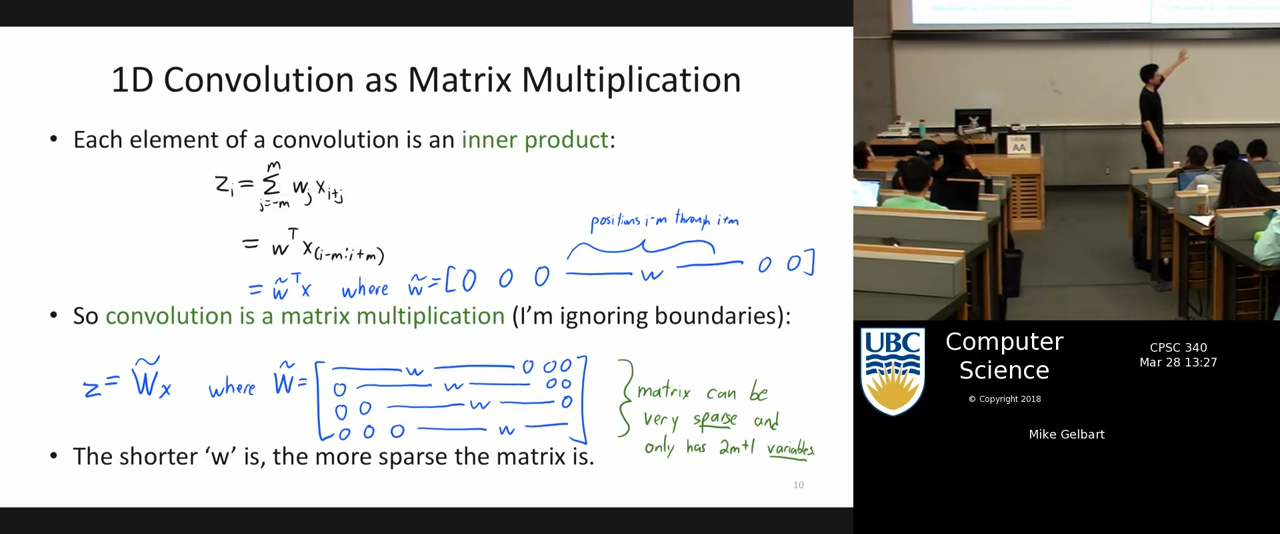 1D Convolution as Matrix Multiplication
• Each element of a convolution is an inner product:
z_i = Σ_{j=-m}^{m} w_j x_{i+j}
= w^T x_{(i-m:i+m)}
positions i-m through i+m
= w̃^T x where w̃ = [0 0 0 —— w —— 0 0]
• So convolution is a matrix multiplication (I'm ignoring boundaries):
z = W̃x where W̃ = [—— w —— 0 0 0
0 —— w —— 0 0
0 0 —— w —— 0
0 0 0 —— w ——]
} matrix can be
very sparse and
only has 2m+1 variables.
• The shorter 'w' is, the more sparse the matrix is.
10
AA
UBC
Computer
Science
© Copyright 2018
CPSC 340
Mar 28 13:27
Mike Gelbart